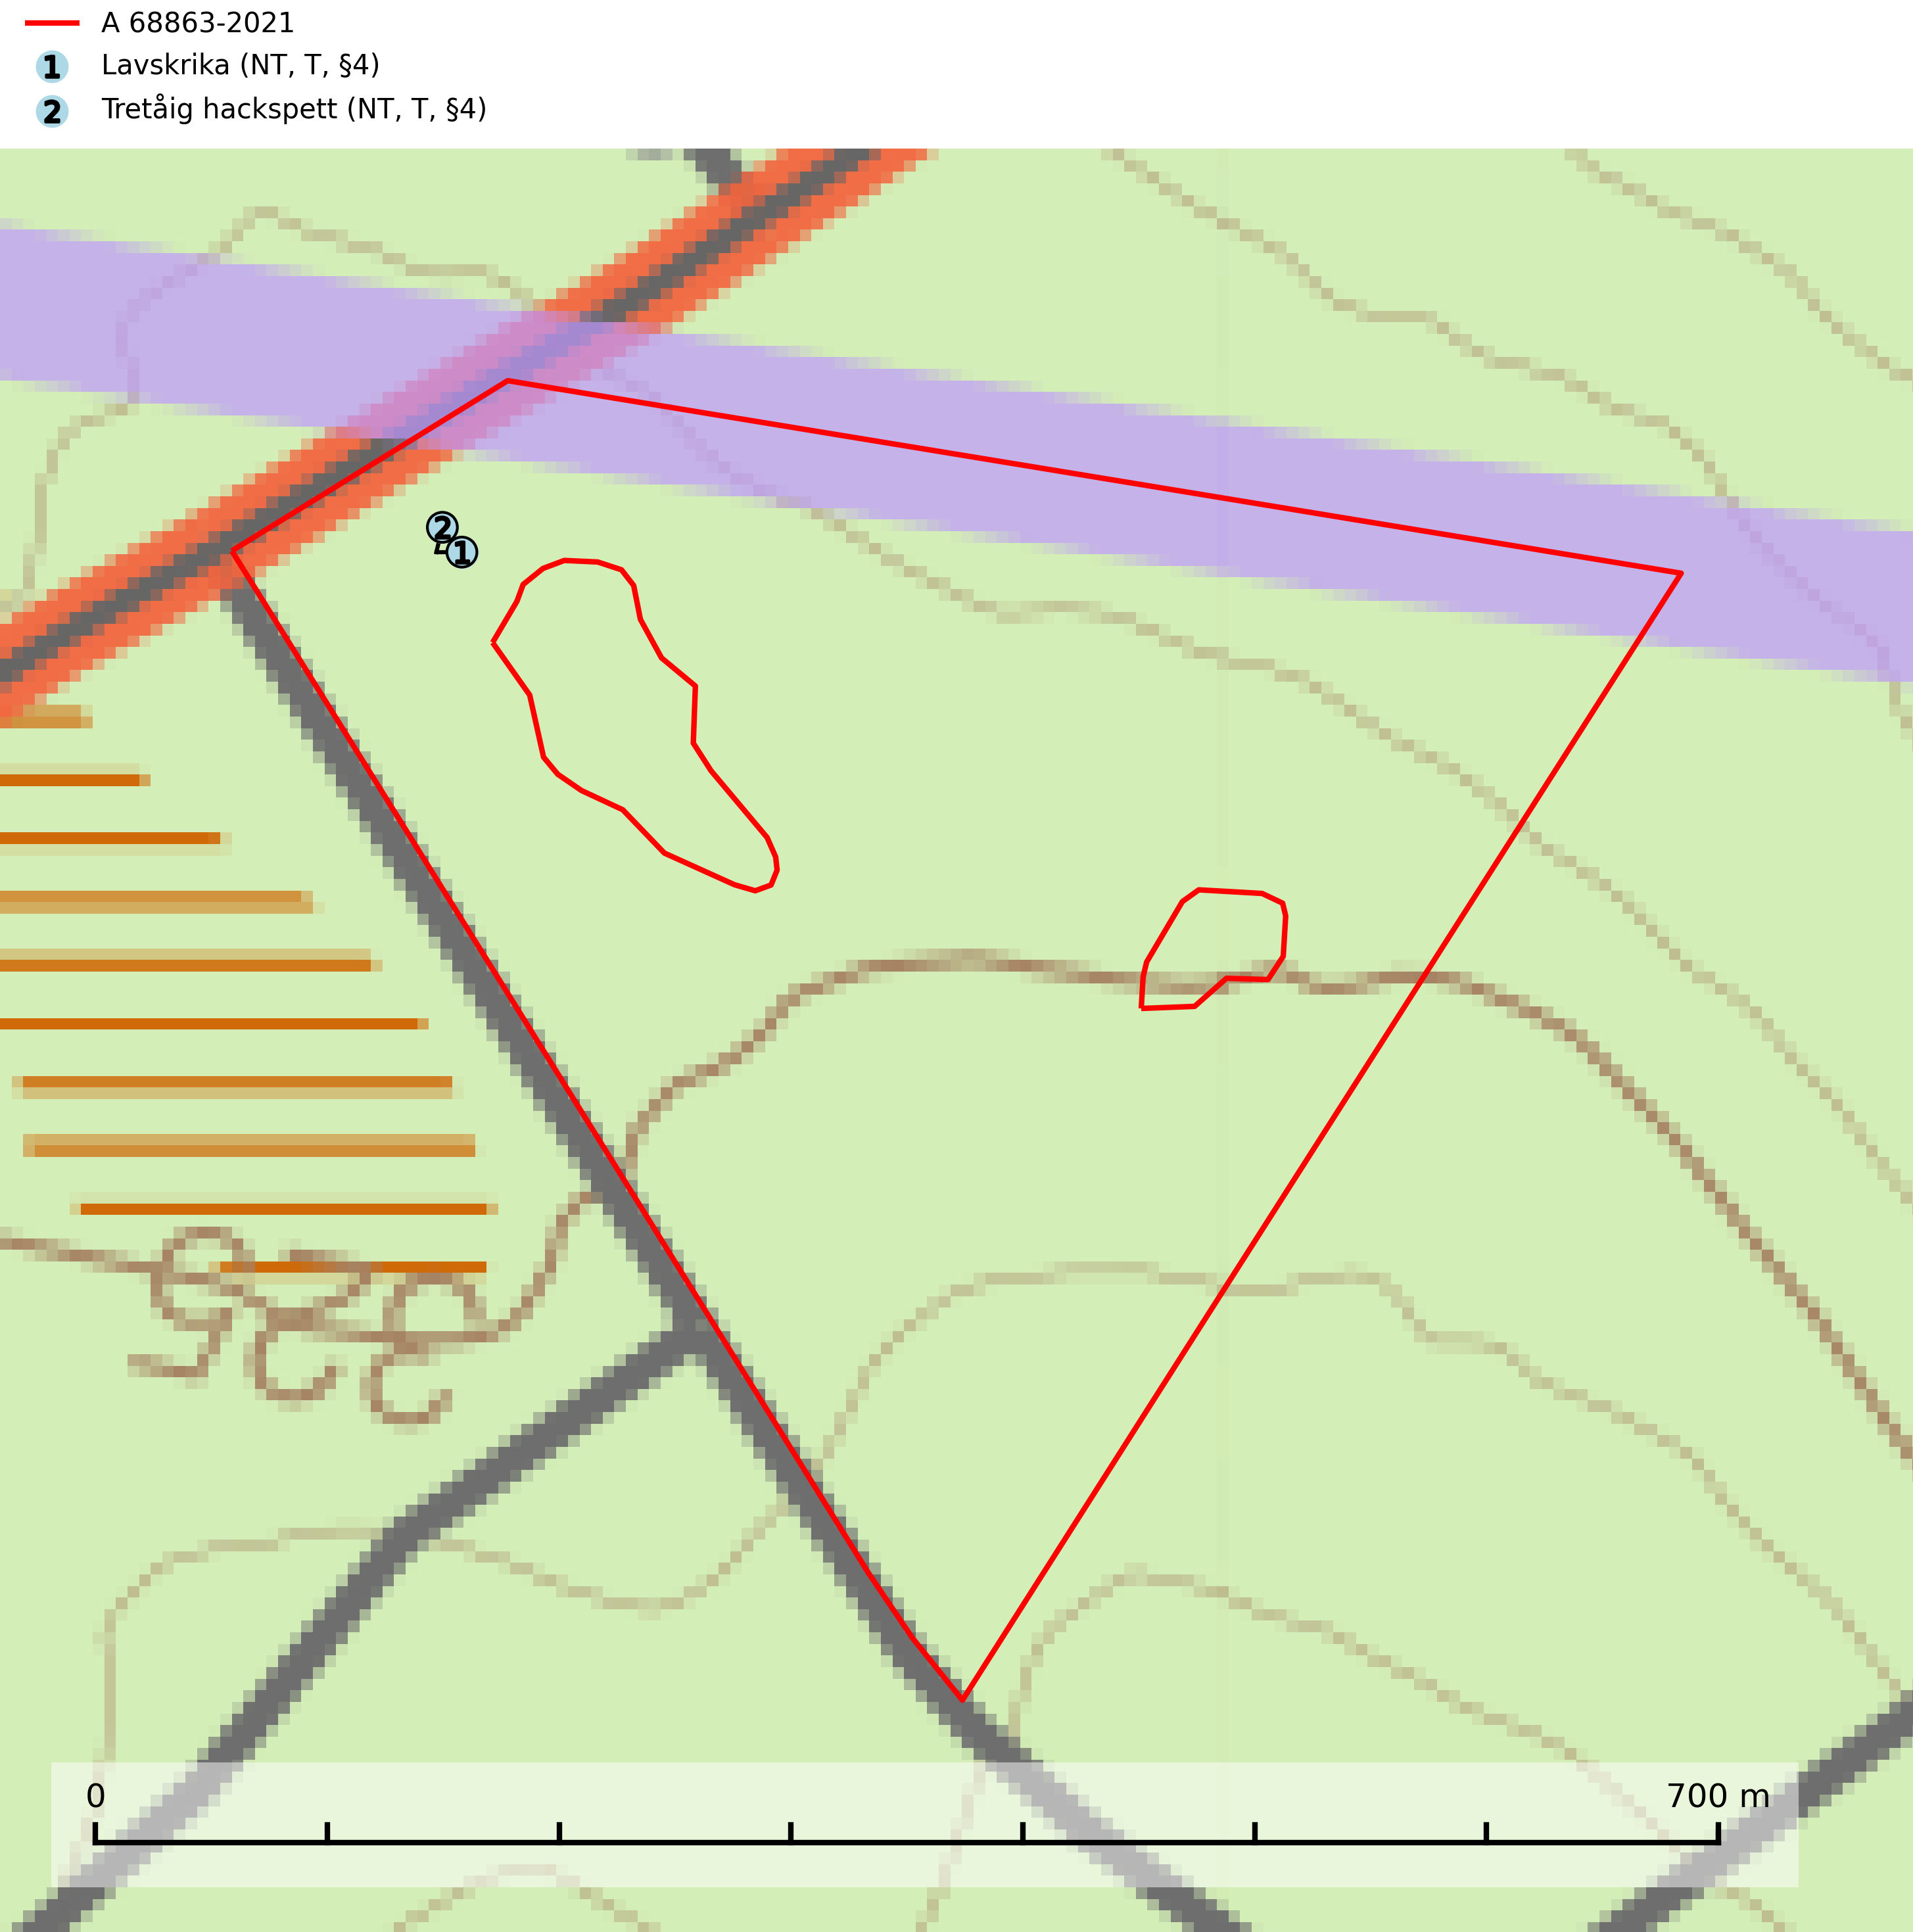 A 68863-2021
1 Lavskrika (NT, T, §4)
2 Tretåig hackspett (NT, T, §4)
2
1
0 700 m